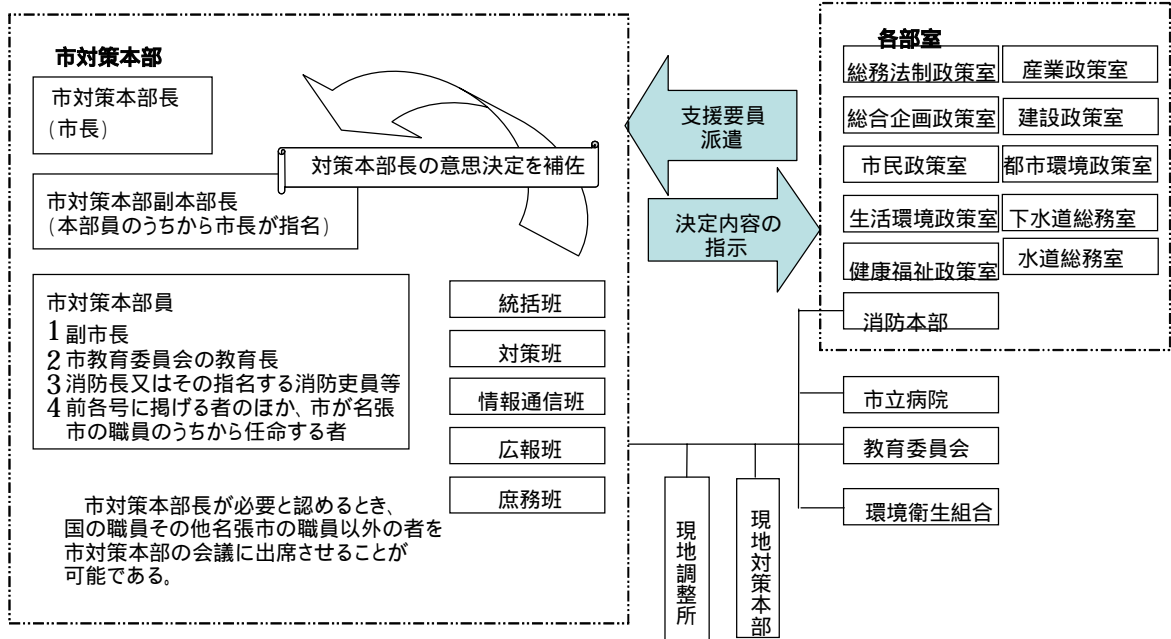 市対策本部
市対策本部長
(市長)
対策本部長の意思決定を補佐
市対策本部副本部長
(本部員のうちから市長が指名)
市対策本部員
1 副市長
2 市教育委員会の教育長
3 消防長又はその指名する消防吏員等
4 前各号に掲げる者のほか、市が名張
市の職員のうちから任命する者
統括班
対策班
情報通信班
広報班
庶務班
市対策本部長が必要と認めるとき、
国の職員その他名張市の職員以外の者を
市対策本部の会議に出席させることが
可能である。
支援要員
派遣
決定内容の
指示
各部室
総務法制政策室
産業政策室
総合企画政策室
建設政策室
市民政策室
都市環境政策室
生活環境政策室
下水道総務室
健康福祉政策室
水道総務室
消防本部
市立病院
教育委員会
環境衛生組合
現地調整所
現地対策本部